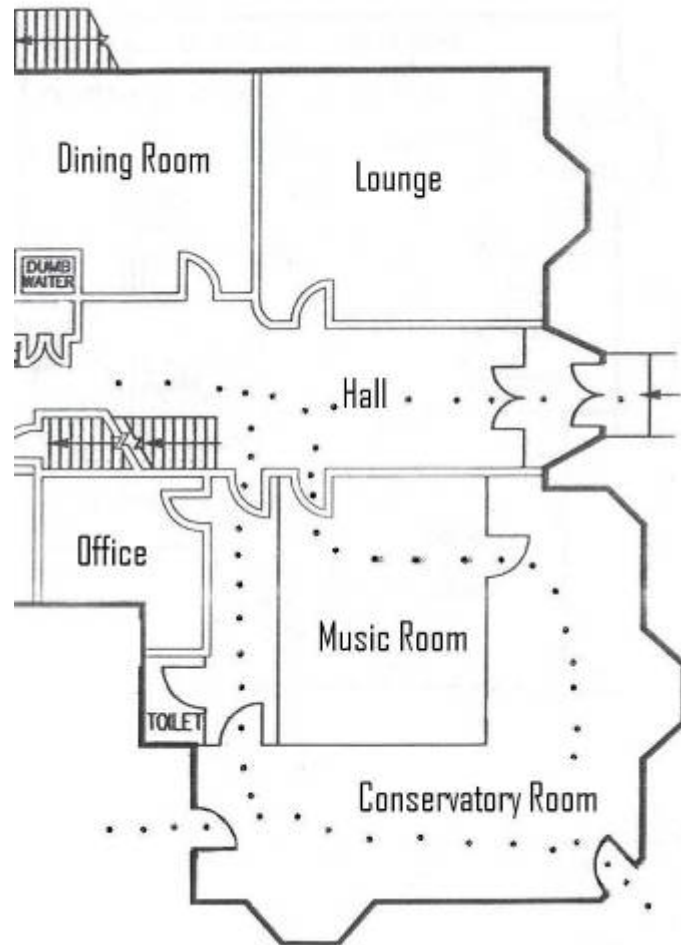 Dining Room
Lounge
DUMB
WAITER
Hall
Office
Music Room
TOILET
Conservatory Room